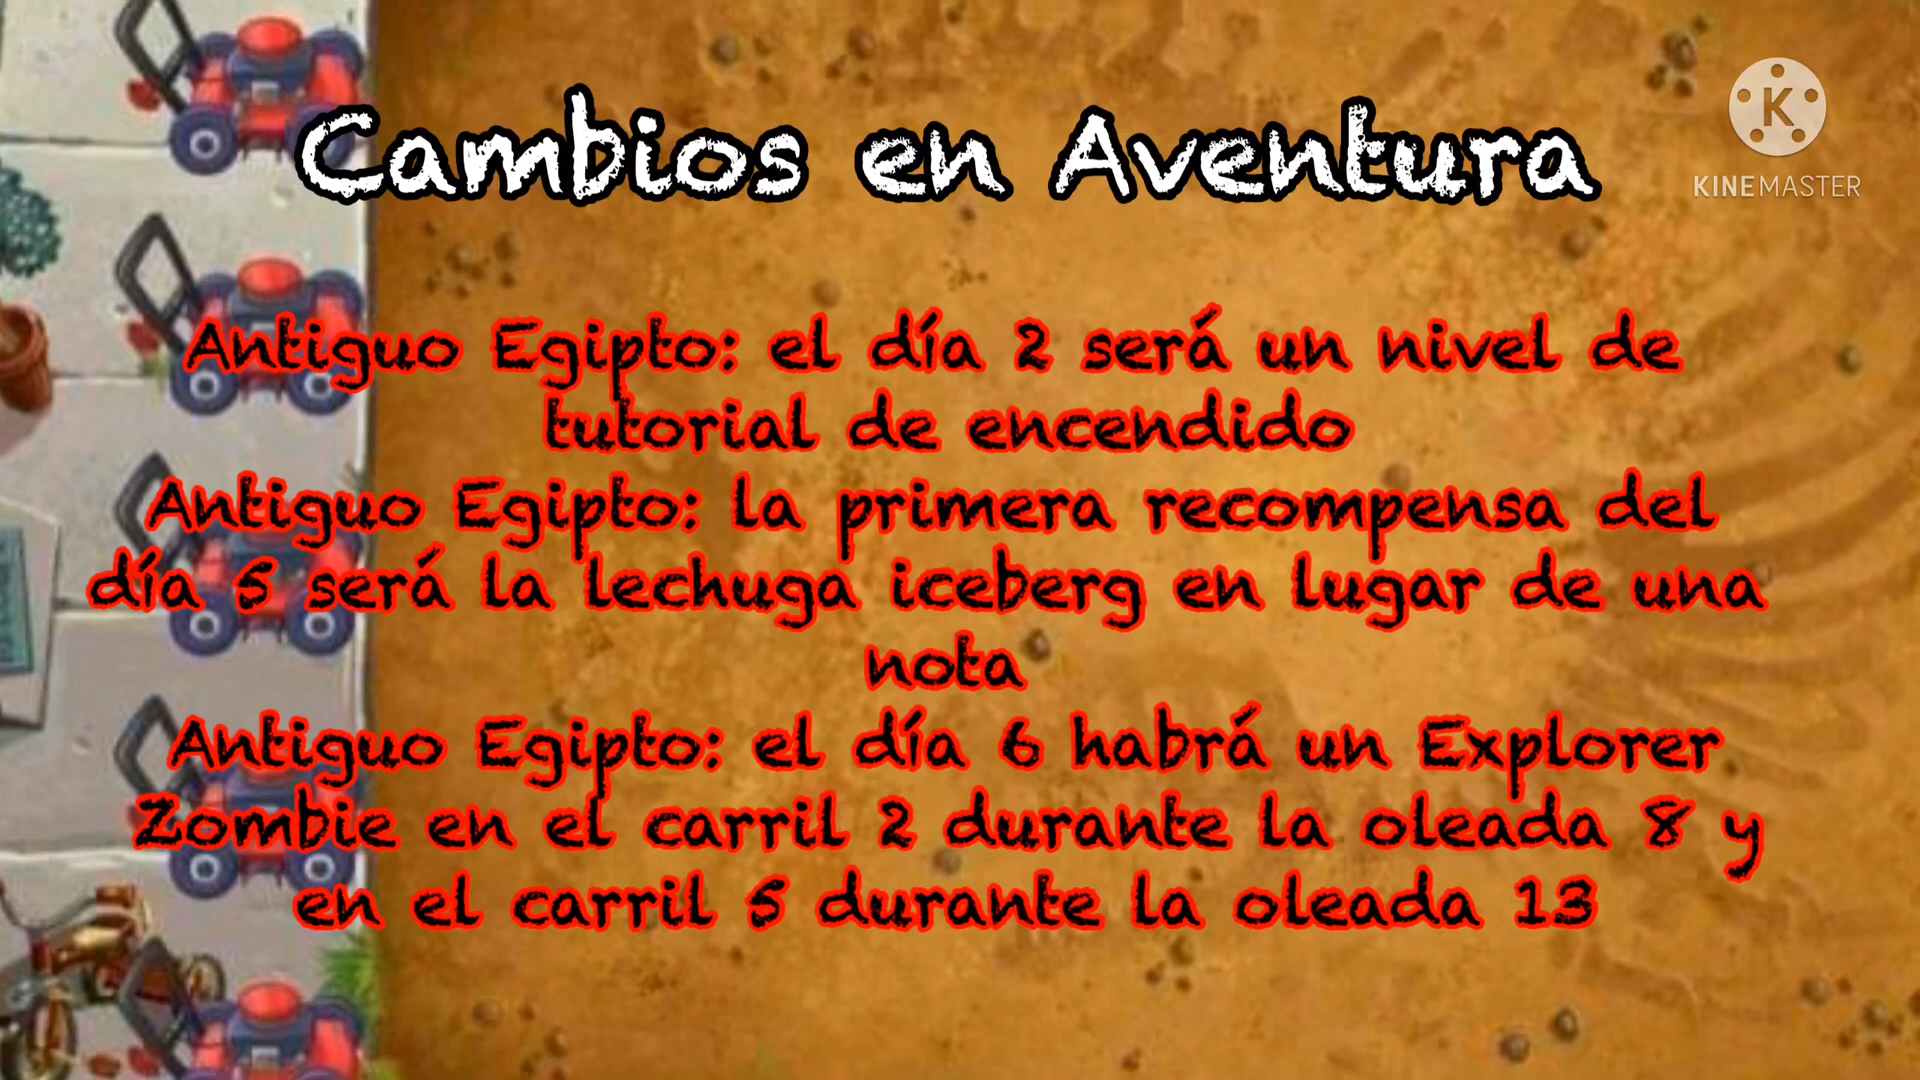 Cambios en Aventura
K
KINEMASTER
Antiguo Egipto: el día 2 será un nivel de
tutorial de encendido
Antiguo Egipto: la primera recompensa del
día 5 será la lechuga iceberg en lugar de una
nota
Antiguo Egipto: el día 6 habrá un Explorer
Zombie en el carril 2 durante la oleada 8 y
en el carril 5 durante la oleada 13